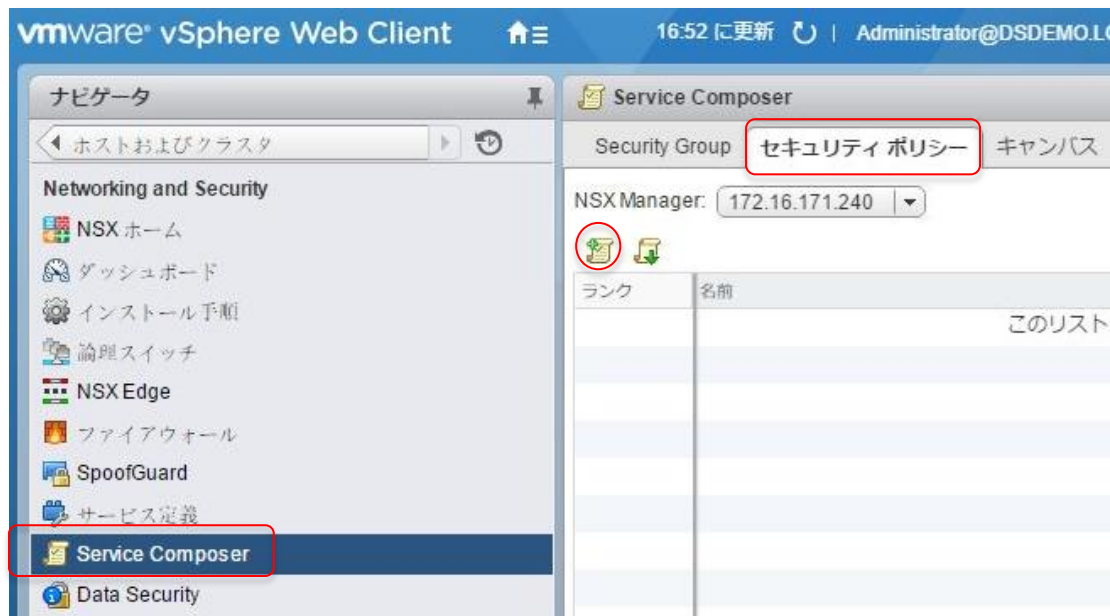 vmware® vSphere Web Client
16:52 に更新 | Administrator@DSDEMO.LO
ナビゲータ
ホストおよびクラスタ
Networking and Security
NSX ホーム
ダッシュボード
インストール手順
論理スイッチ
NSX Edge
ファイアウォール
SpoofGuard
サービス定義
Service Composer
Data Security
Service Composer
Security Group セキュリティ ポリシー キャンバス
NSX Manager: 172.16.171.240
ランク 名前
このリスト